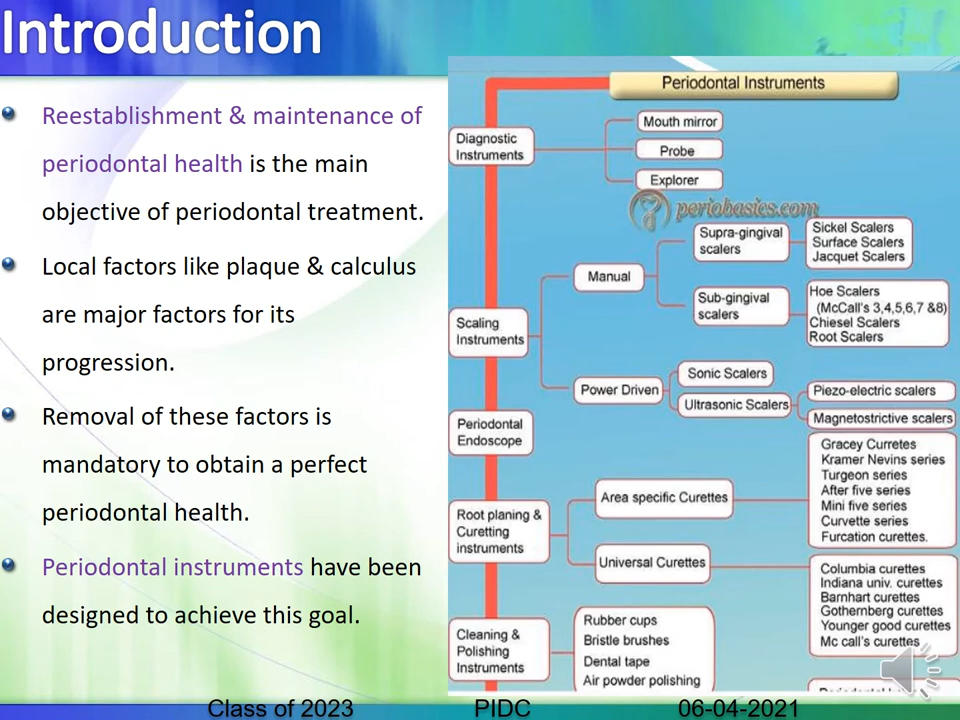 Introduction
Reestablishment & maintenance of
periodontal health is the main
objective of periodontal treatment.
Local factors like plaque & calculus
are major factors for its
progression.
Removal of these factors is
mandatory to obtain a perfect
periodontal health.
Periodontal instruments have been
designed to achieve this goal.
Periodontal Instruments
Diagnostic
Instruments
Mouth mirror
Probe
Explorer
periobasics.com
Scaling
Instruments
Manual
Supra-gingival
scalers
Sickel Scalers
Surface Scalers
Jacquet Scalers
Sub-gingival
scalers
Hoe Scalers
(McCall's 3,4,5,6,7 &8)
Chiesel Scalers
Root Scalers
Power Driven
Sonic Scalers
Ultrasonic Scalers
Piezo-electric scalers
Magnetostrictive scalers
Periodontal
Endoscope
Root planing &
Curetting
instruments
Area specific Curettes
Gracey Curretes
Kramer Nevins series
Turgeon series
After five series
Mini five series
Curvette series
Furcation curettes.
Universal Curettes
Columbia curettes
Indiana univ. curettes
Barnhart curettes
Gothernberg curettes
Younger good curettes
Mc call's curettes
Cleaning &
Polishing
Instruments
Rubber cups
Bristle brushes
Dental tape
Air powder polishing
Class of 2023
PIDC
06-04-2021